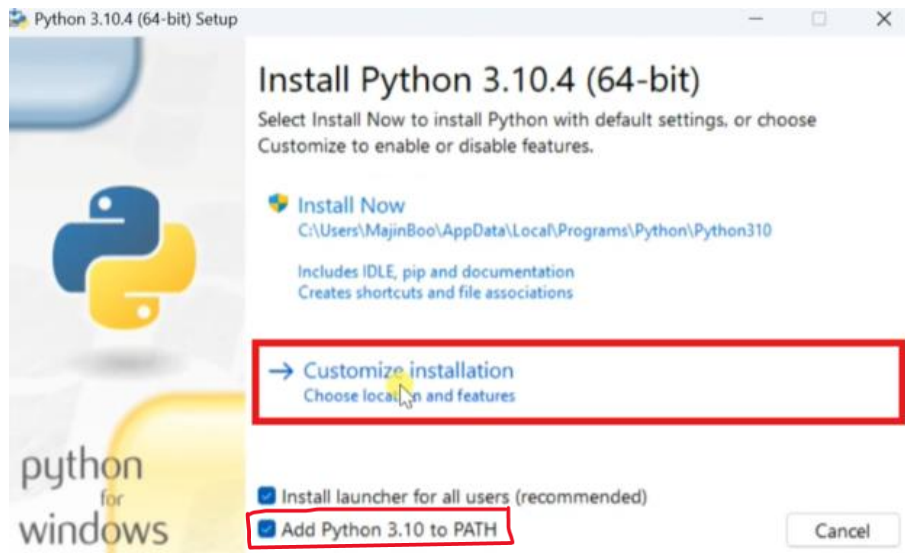 Python 3.10.4 (64-bit) Setup
Install Python 3.10.4 (64-bit)
Select Install Now to install Python with default settings, or choose
Customize to enable or disable features.
Install Now
C:\Users\MajinBoo\AppData\Local\Programs\Python\Python310
Includes IDLE, pip and documentation
Creates shortcuts and file associations
Customize installation
Choose location and features
python
for
windows
Install launcher for all users (recommended)
Add Python 3.10 to PATH
Cancel